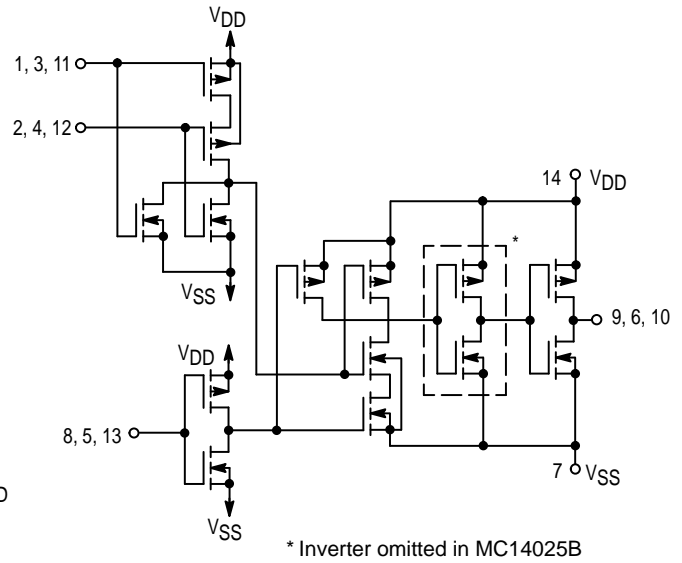 VDD
1, 3, 11
2, 4, 12
14 VDD
*
VSS
9, 6, 10
VDD
8, 5, 13
7 VSS
D
VSS
* Inverter omitted in MC14025B